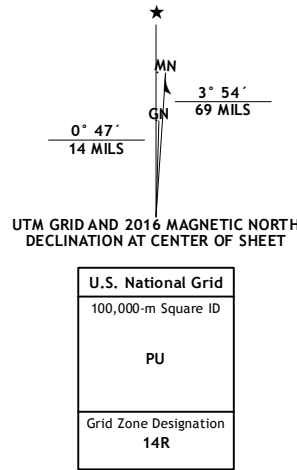 ★
MN
3° 54´
69 MILS
GN
0° 47´
14 MILS
UTM GRID AND 2016 MAGNETIC NORTH
DECLINATION AT CENTER OF SHEET
U.S. National Grid
100,000-m Square ID
PU
Grid Zone Designation
14R